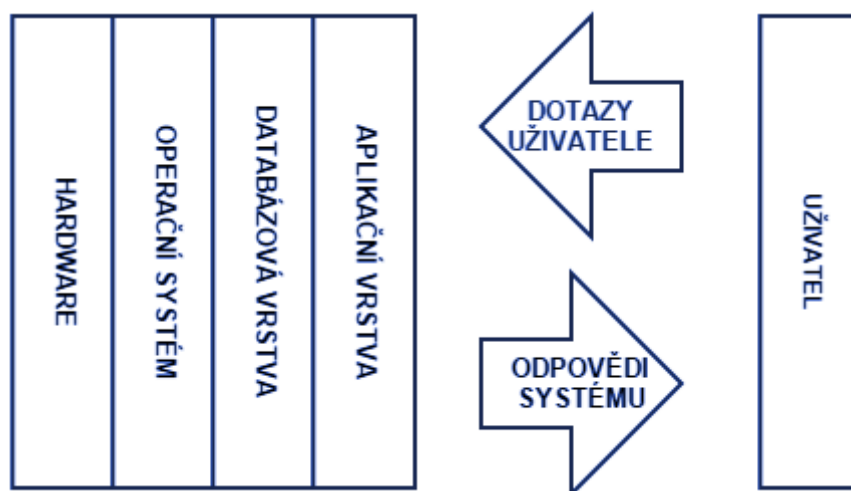 HARDWARE
OPERAČNÍ SYSTÉM
DATABÁZOVÁ VRSTVA
APLIKAČNÍ VRSTVA
DOTAZY
UŽIVATELE
ODPOVĚDI
SYSTÉMU
UŽIVATEL